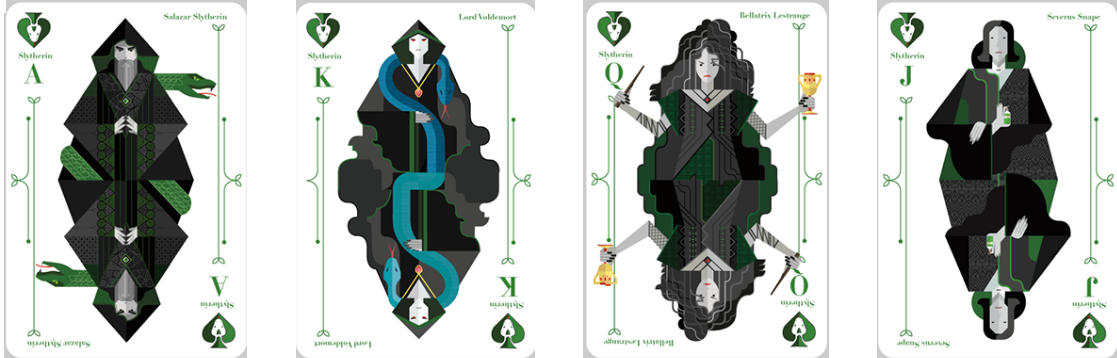 Salazar Slytherin
Slytherin
A
A
Slytherin
Salazar Slytherin
Lord Voldemort
Slytherin
K
K
Slytherin
Lord Voldemort
Bellatrix Lestrange
Slytherin
Q
Q
Slytherin
Bellatrix Lestrange
Severus Snape
Slytherin
J
J
Slytherin
Severus Snape